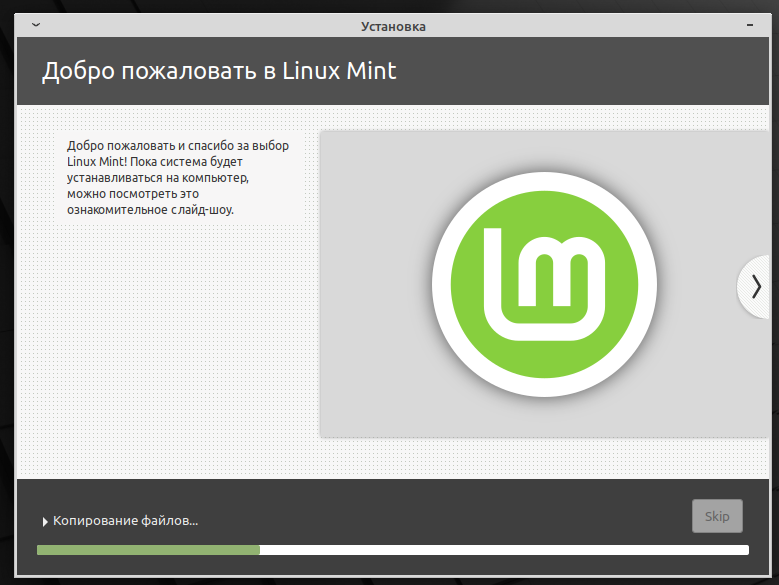 Установка
Добро пожаловать в Linux Mint
Добро пожаловать и спасибо за выбор
Linux Mint! Пока система будет
устанавливаться на компьютер,
можно посмотреть это
ознакомительное слайд-шоу.
lm
Копирование файлов...
Skip